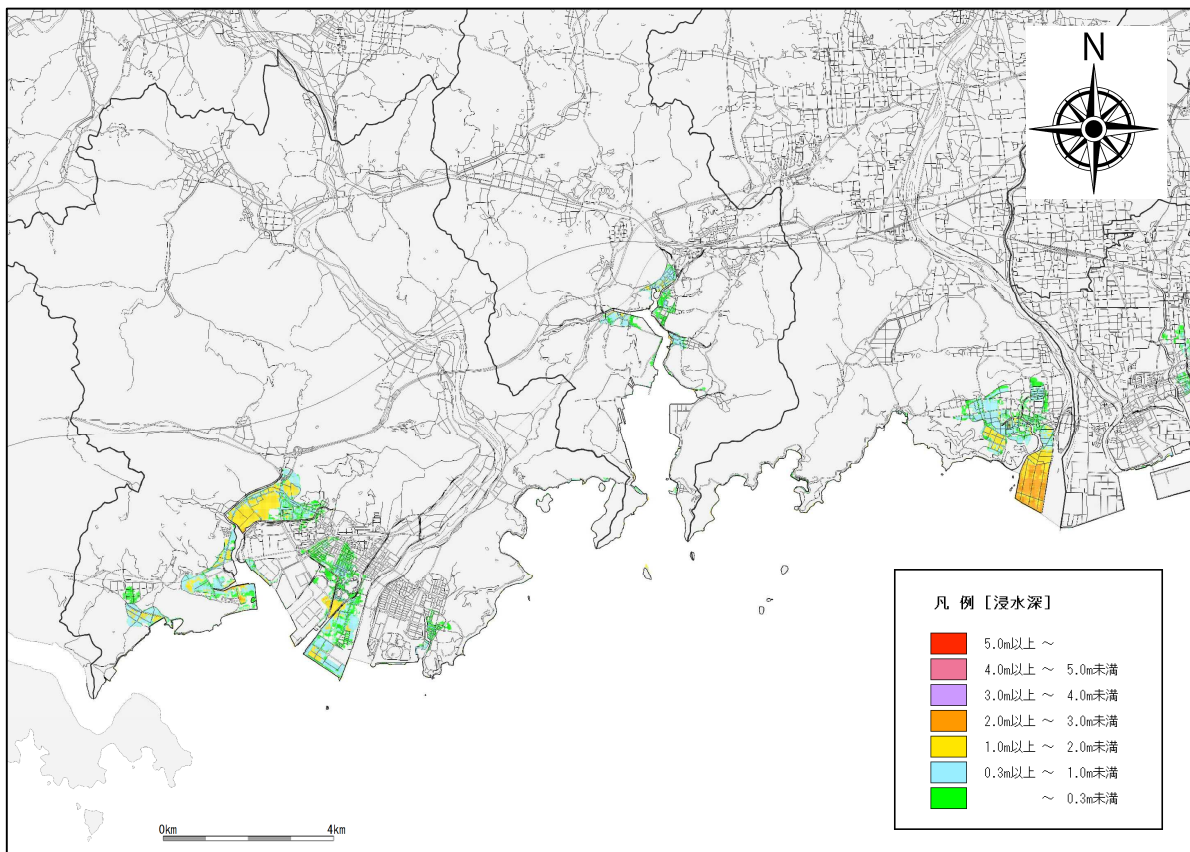 N
凡 例 [浸水深]
5.0m以上 ～
4.0m以上 ～ 5.0m未満
3.0m以上 ～ 4.0m未満
2.0m以上 ～ 3.0m未満
1.0m以上 ～ 2.0m未満
0.3m以上 ～ 1.0m未満
～ 0.3m未満
0km 4km